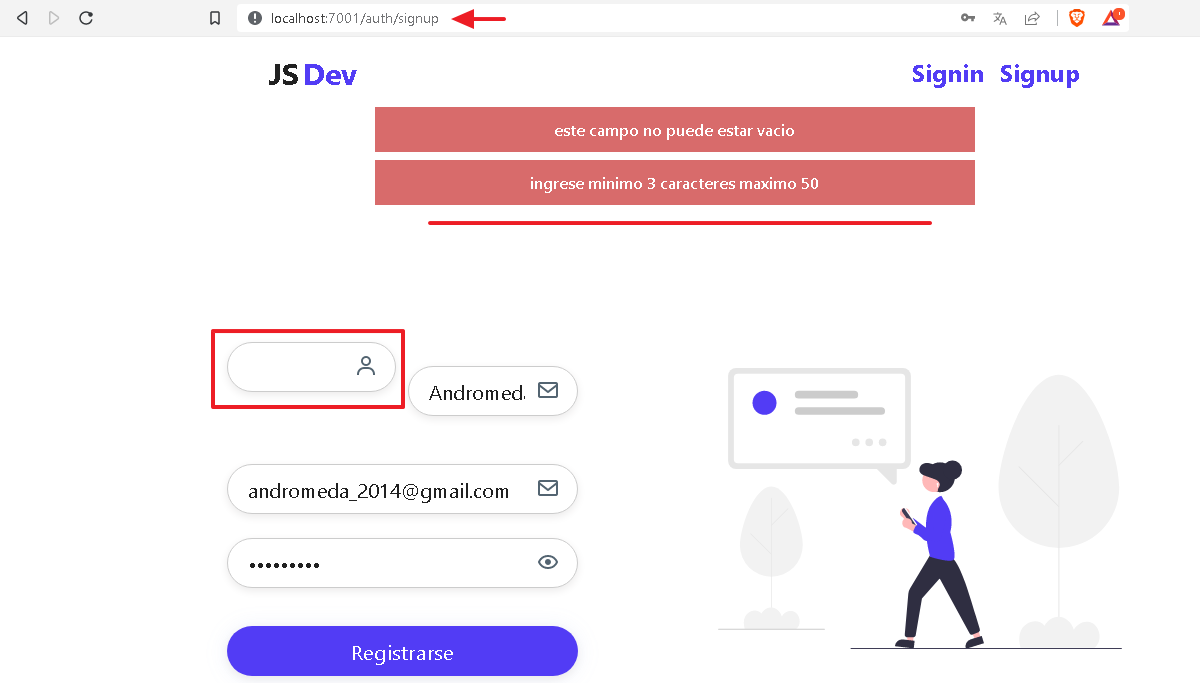 localhost:7001/auth/signup
JS Dev
Signin Signup
este campo no puede estar vacio
ingrese minimo 3 caracteres maximo 50
Andromeda
andromeda_2014@gmail.com
Registrarse